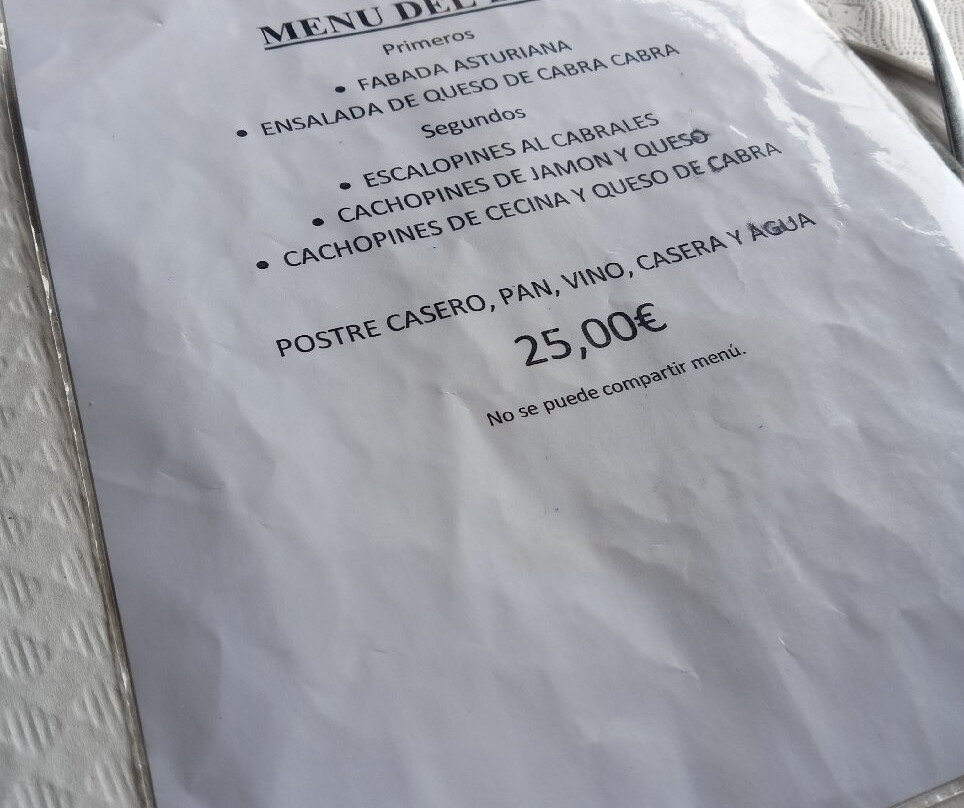 MENU DEL
Primeros
• FABADA ASTURIANA
• ENSALADA DE QUESO DE CABRA CABRA
Segundos
• ESCALOPINES AL CABRALES
• CACHOPINES DE JAMON Y QUESO
• CACHOPINES DE CECINA Y QUESO DE CABRA
POSTRE CASERO, PAN, VINO, CASERA Y AGUA
25,00€
No se puede compartir menú.